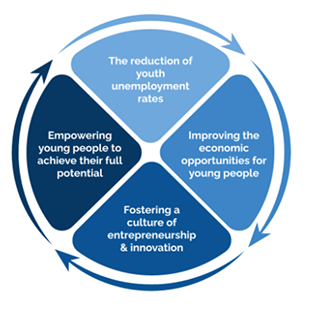 The reduction of
youth
unemployment
rates
Improving the
economic
opportunities for
young people
Fostering a
culture of
entrepreneurship
& innovation
Empowering
young people to
achieve their full
potential